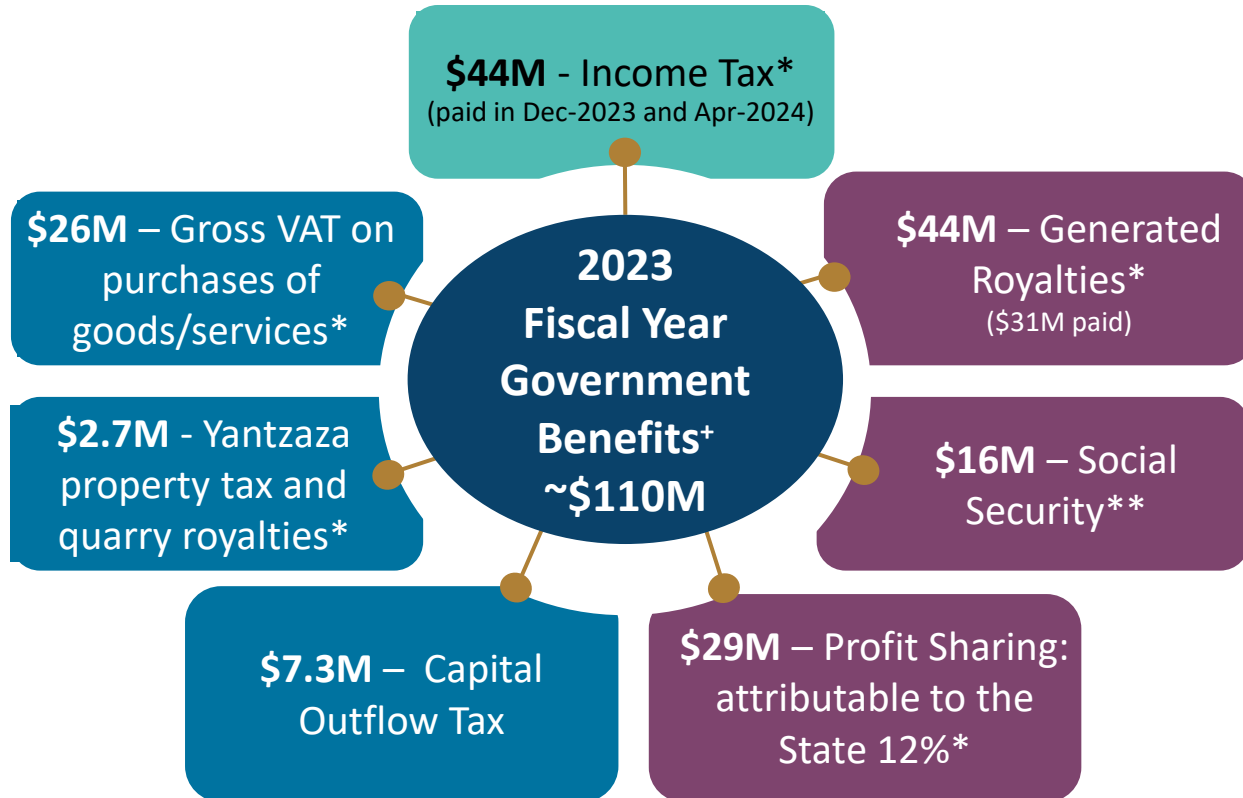 $44M - Income Tax*
(paid in Dec-2023 and Apr-2024)
$26M – Gross VAT on
purchases of
goods/services*
$44M – Generated
Royalties*
($31M paid)
2023
Fiscal Year
Government
Benefits⁺
~$110M
$2.7M - Yantzaza
property tax and
quarry royalties*
$16M – Social
Security**
$7.3M – Capital
Outflow Tax
$29M – Profit Sharing:
attributable to the
State 12%*